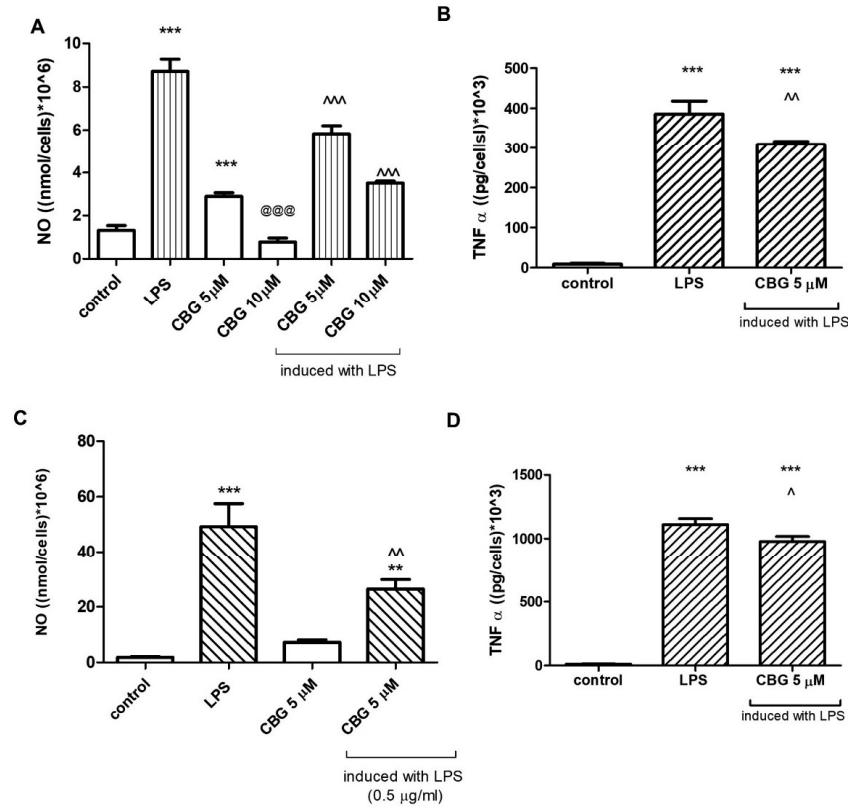 A
NO ((nmol/cells)*10^6)
10
8
6
4
2
0
***
***
@@@
^^^
^^^
control
LPS
CBG 5μM
CBG 10μM
CBG 5μM
CBG 10μM
induced with LPS
B
TNF α ((pg/cellsl)*10^3)
500
400
300
200
100
0
***
***
^^
control
LPS
CBG 5 μM
induced with LPS
C
NO ((nmol/cells)*10^6)
80
60
40
20
0
***
^^
**
control
LPS
CBG 5 μM
CBG 5 μM
induced with LPS
(0.5 μg/ml)
D
TNF α ((pg/cells)*10^3)
1500
1000
500
0
***
***
^
control
LPS
CBG 5 μM
induced with LPS